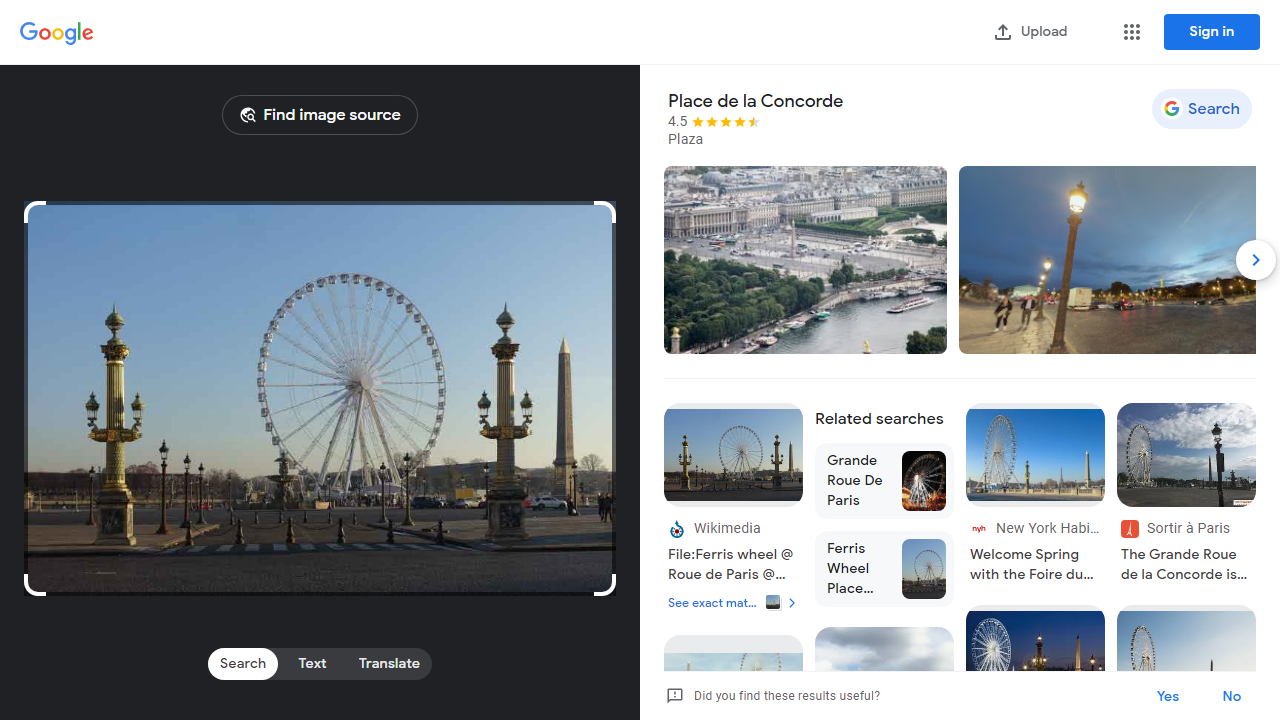 Google
Upload
Sign in
Find image source
Search
Text
Translate
Place de la Concorde
4.5
Plaza
Search
Wikimedia
File:Ferris wheel @
Roue de Paris @...
See exact mat...
Related searches
Grande
Roue De
Paris
Ferris
Wheel
Place...
nyh
New York Habi...
Welcome Spring
with the Foire du...
Sortir à Paris
The Grande Roue
de la Concorde is...
Did you find these results useful?
Yes
No